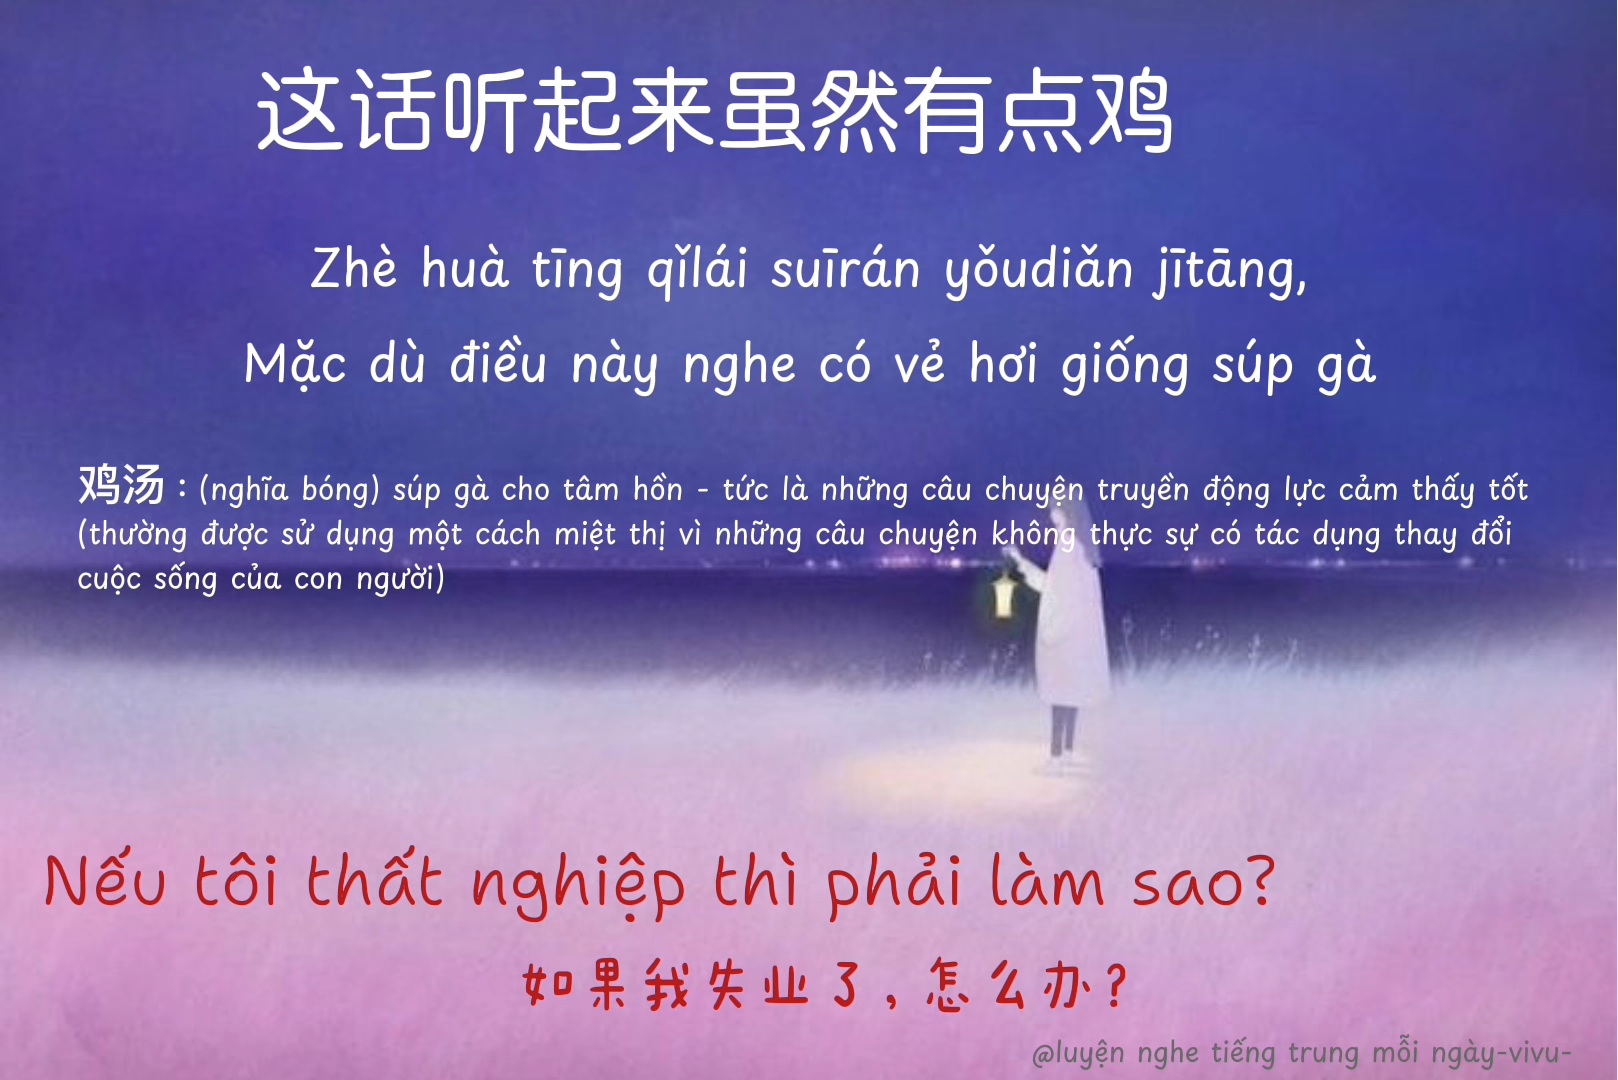 这话听起来虽然有点鸡
Zhè huà tīng qǐlái suīrán yǒudiǎn jītāng,
Mặc dù điều này nghe có vẻ hơi giống súp gà
鸡汤：(nghĩa bóng) súp gà cho tâm hồn - tức là những câu chuyện truyền động lực cảm thấy tốt
(thường được sử dụng một cách miệt thị vì những câu chuyện không thực sự có tác dụng thay đổi
cuộc sống của con người)
Nếu tôi thất nghiệp thì phải làm sao?
如果我失业了，怎么办？
@luyện nghe tiếng trung mỗi ngày-vivu-